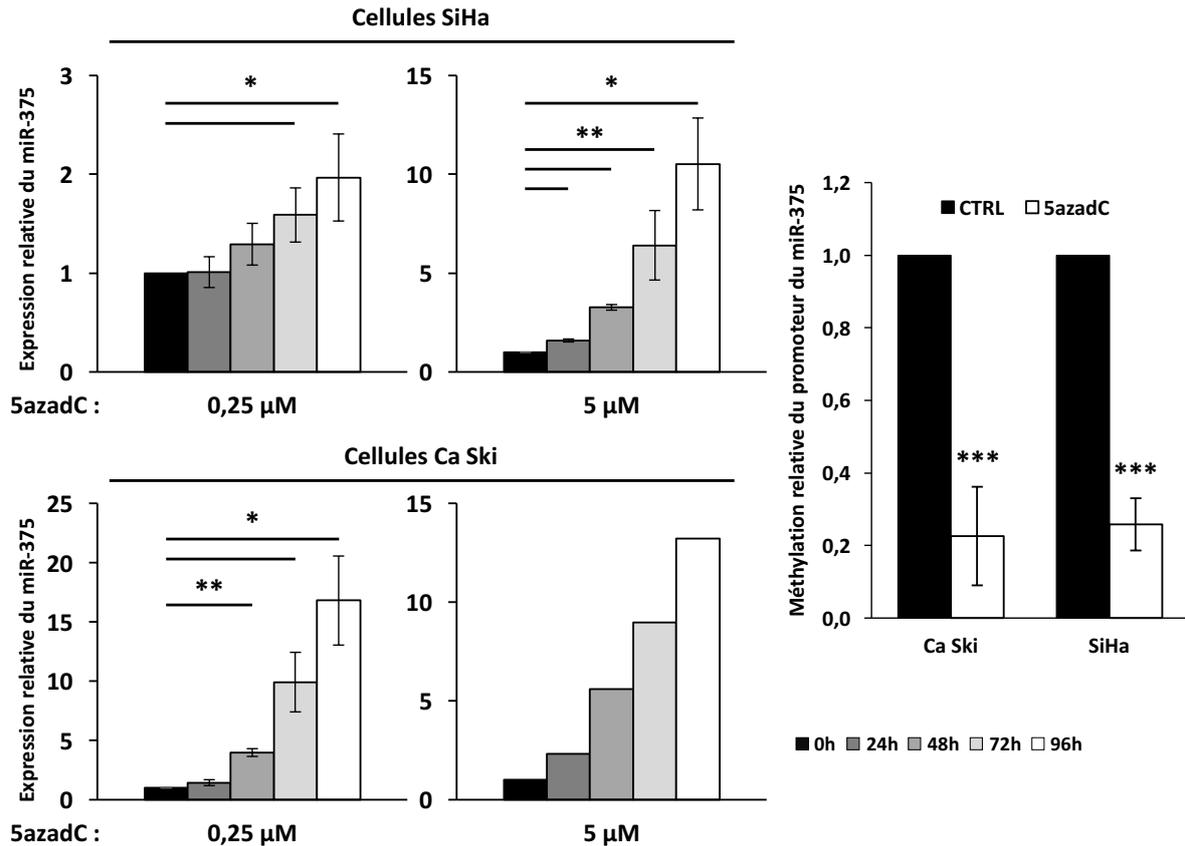 Cellules SiHa
Expression relative du miR-375
3
2
1
0
*
5azadC :
0,25 µM
15
10
5
0
*
**
5 µM
Cellules Ca Ski
Expression relative du miR-375
25
20
15
10
5
0
*
**
5azadC :
0,25 µM
15
10
5
0
5 µM
Méthylation relative du promoteur du miR-375
1,2
1,0
0,8
0,6
0,4
0,2
0,0
CTRL 5azadC
***
***
Ca Ski SiHa
0h 24h 48h 72h 96h